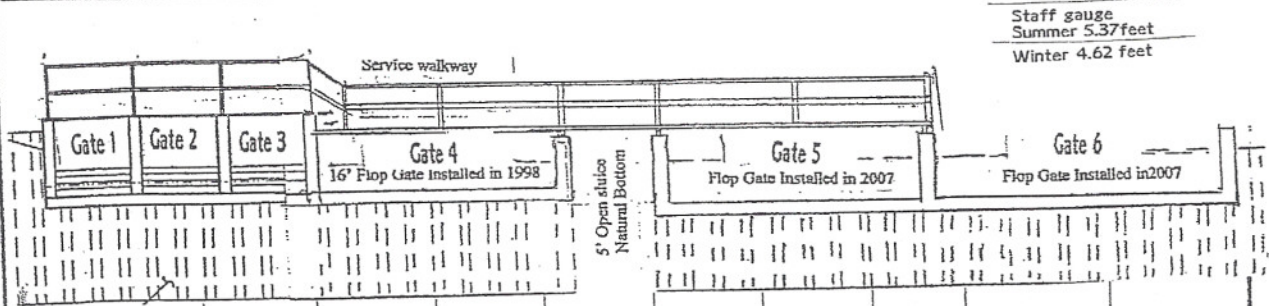 Staff gauge
Summer 5.37feet
Winter 4.62 feet
Service walkway
Gate 1
Gate 2
Gate 3
Gate 4
16' Flop Gate Installed in 1998
5' Open sluice
Natural Bottom
Gate 5
Flop Gate Installed in 2007
Gate 6
Flop Gate Installed in2007